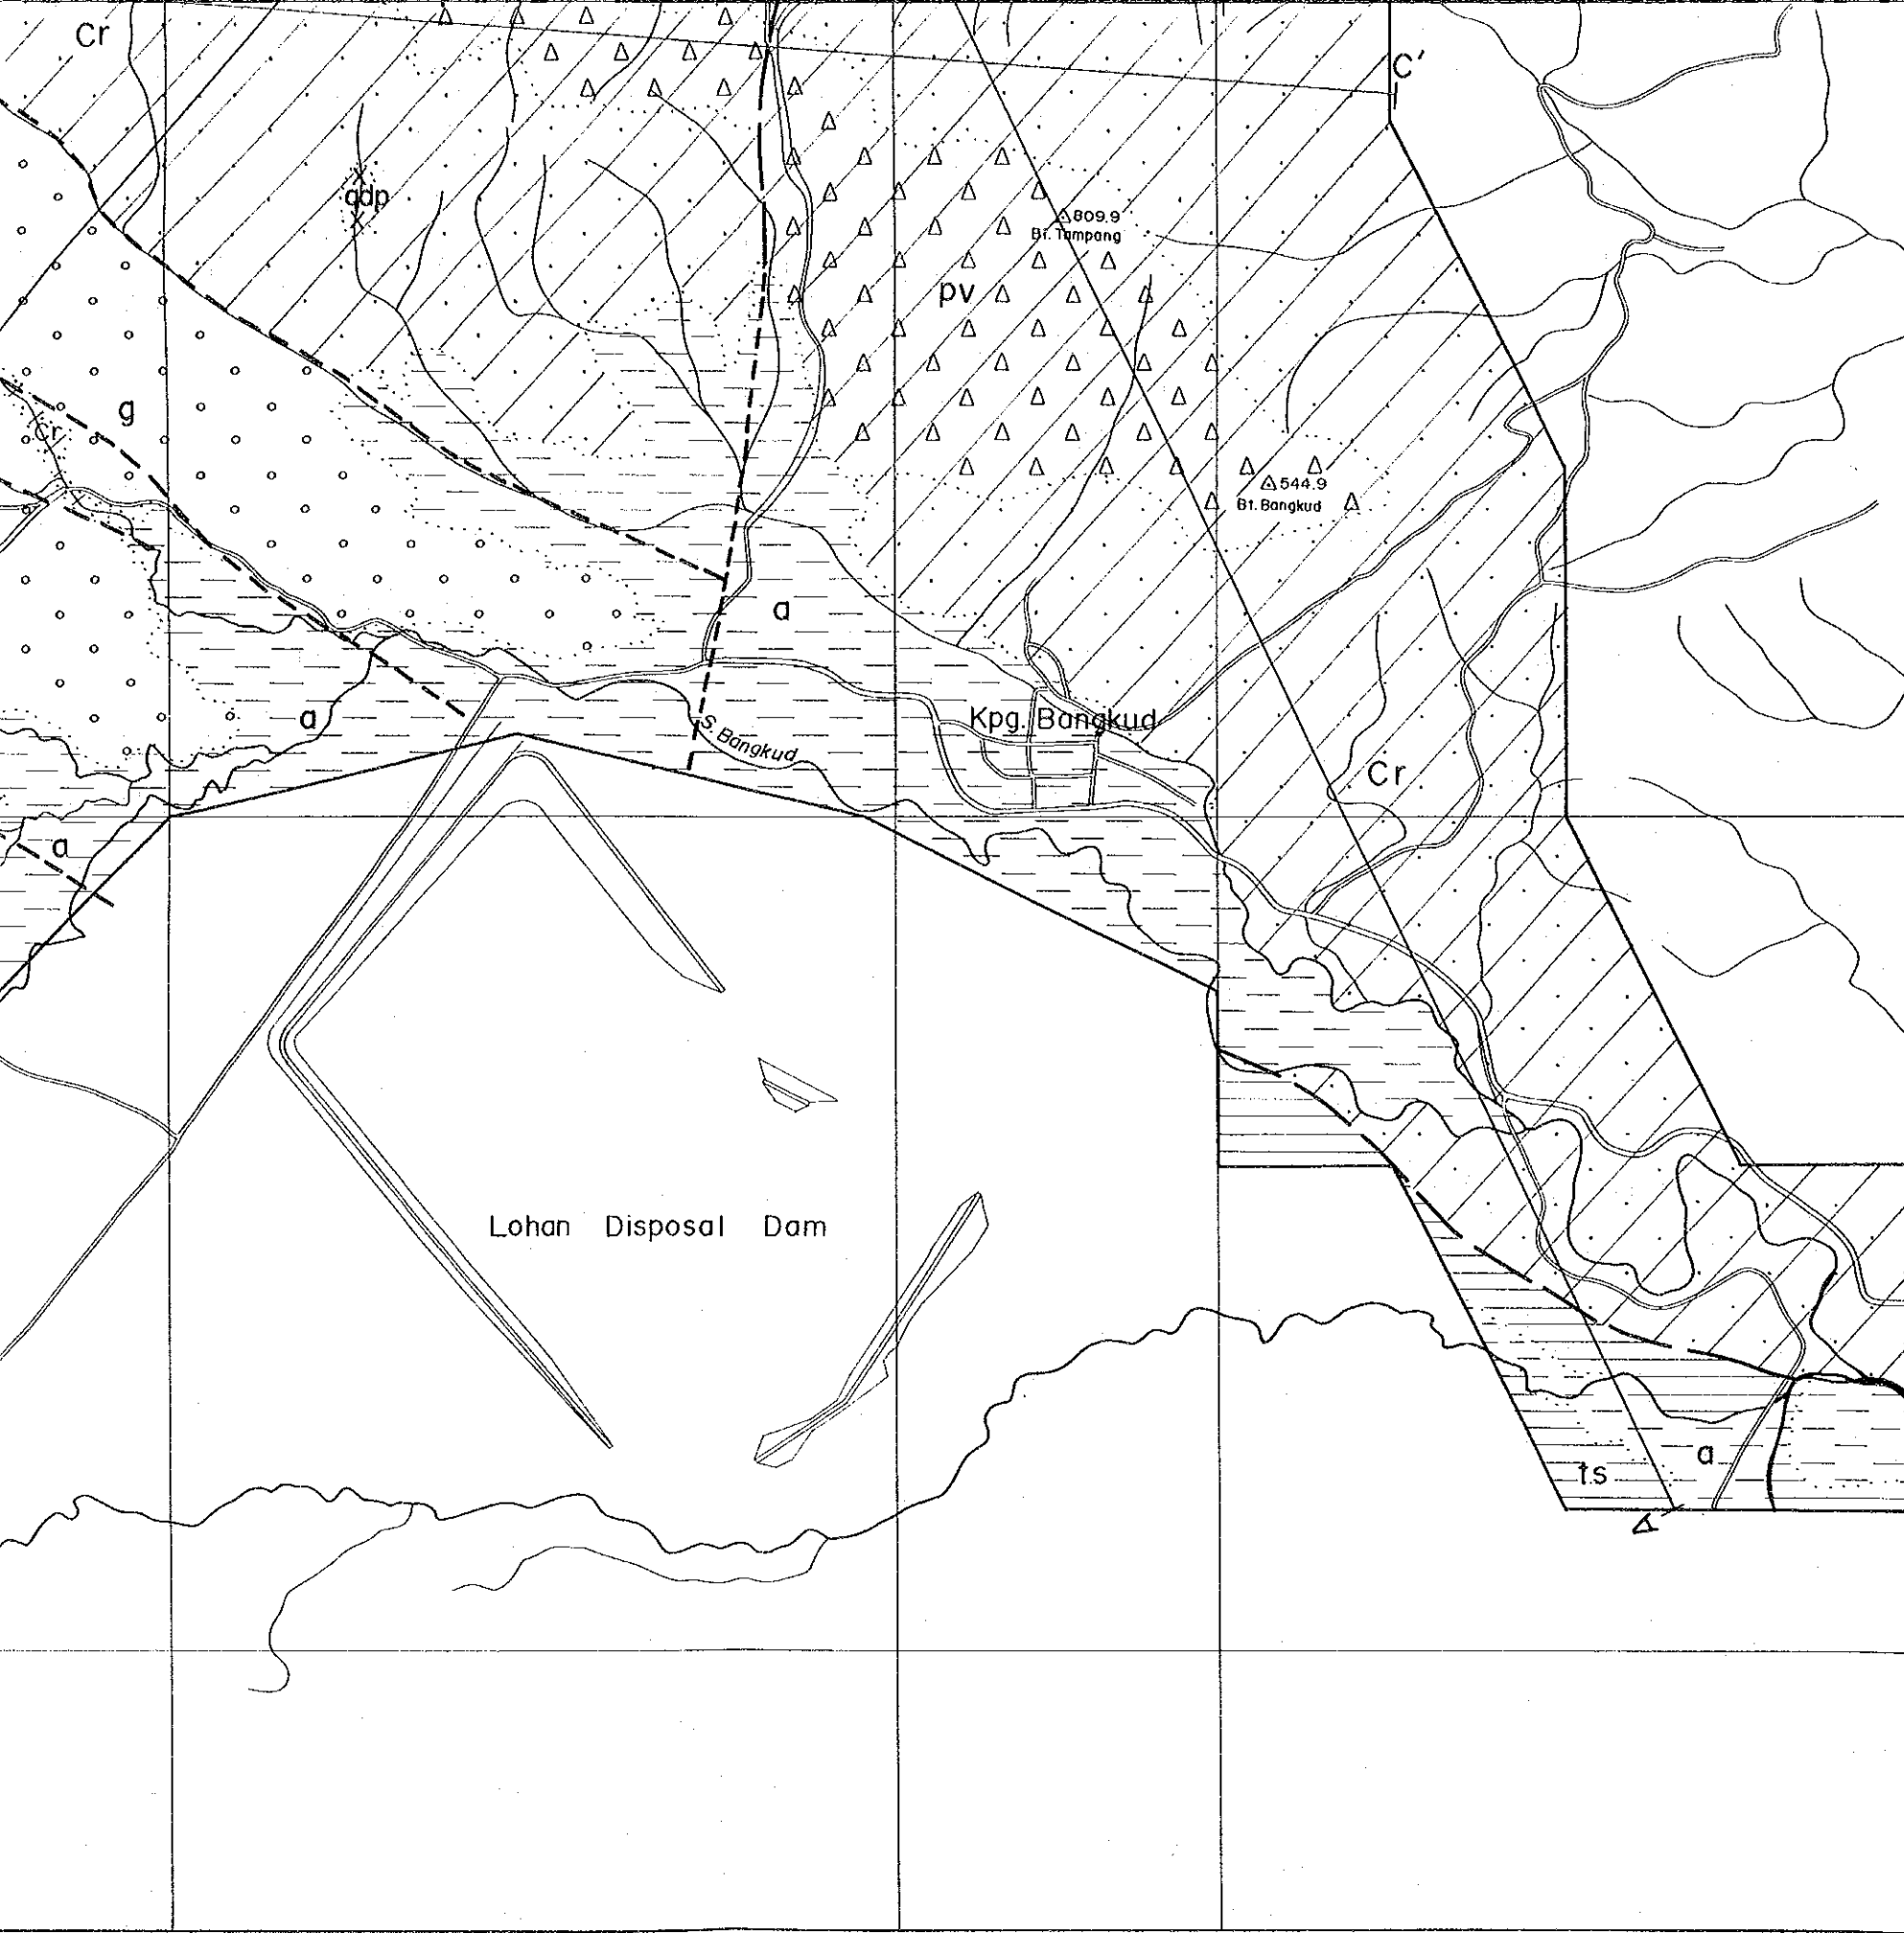 Cr
C'
qdp
809.9
Bt. Tampang
pv
g
Cr
544.9
Bt. Bangkud
a
a
S. Bangkud
Kpg. Bangkud
Cr
a
Lohan Disposal Dam
a
ts
A